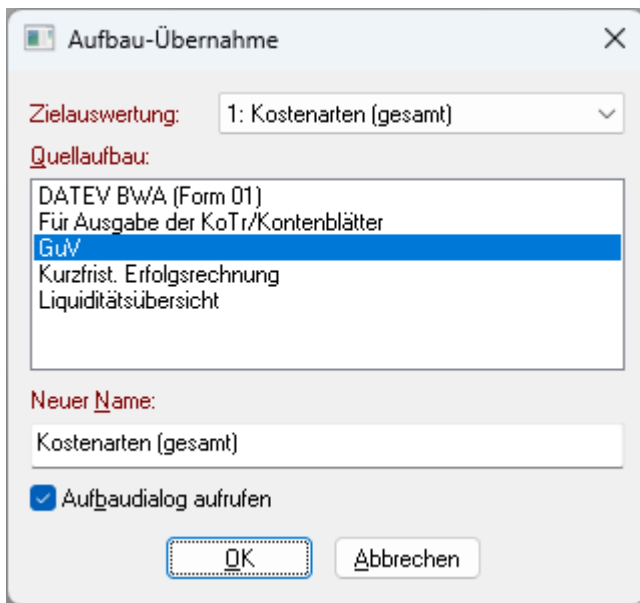 Aufbau-Übernahme
Zielauswertung: 1: Kostenarten (gesamt)
Quellaufbau:
DATEV BWA (Form 01)
Für Ausgabe der KoTr/Kontenblätter
GuV
Kurzfrist. Erfolgsrechnung
Liquiditätsübersicht
Neuer Name:
Kostenarten (gesamt)
Aufbaudialog aufrufen
OK Abbrechen